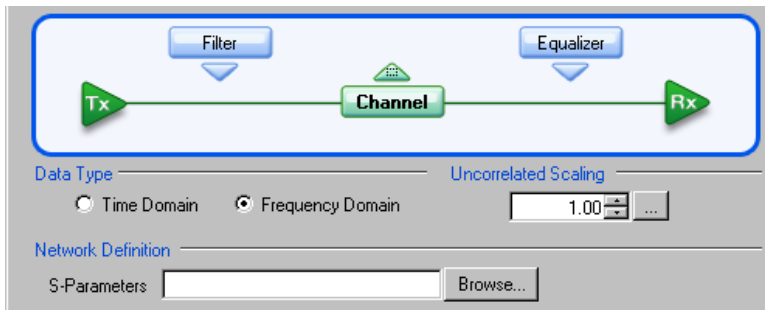 Filter Equalizer
Tx Channel Rx
Data Type Uncorrelated Scaling
Time Domain Frequency Domain 1.00 ...
Network Definition
S-Parameters Browse...